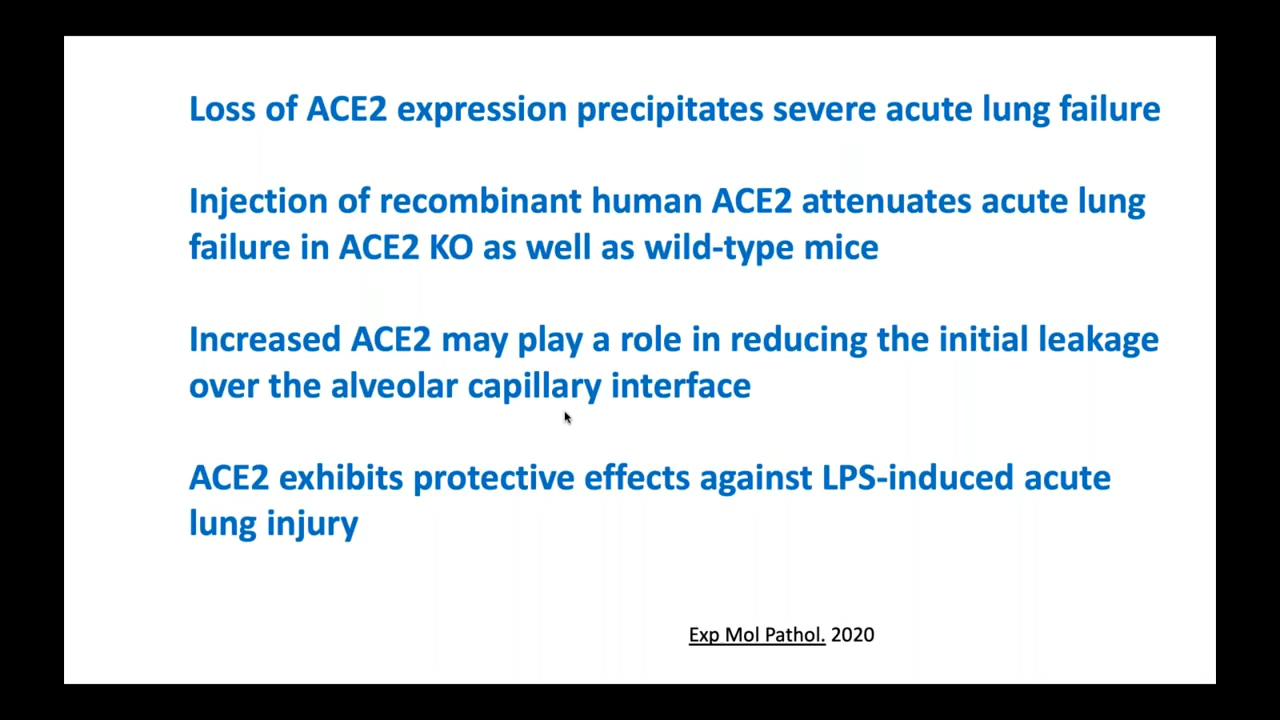 Loss of ACE2 expression precipitates severe acute lung failure
Injection of recombinant human ACE2 attenuates acute lung
failure in ACE2 KO as well as wild-type mice
Increased ACE2 may play a role in reducing the initial leakage
over the alveolar capillary interface
ACE2 exhibits protective effects against LPS-induced acute
lung injury
Exp Mol Pathol. 2020